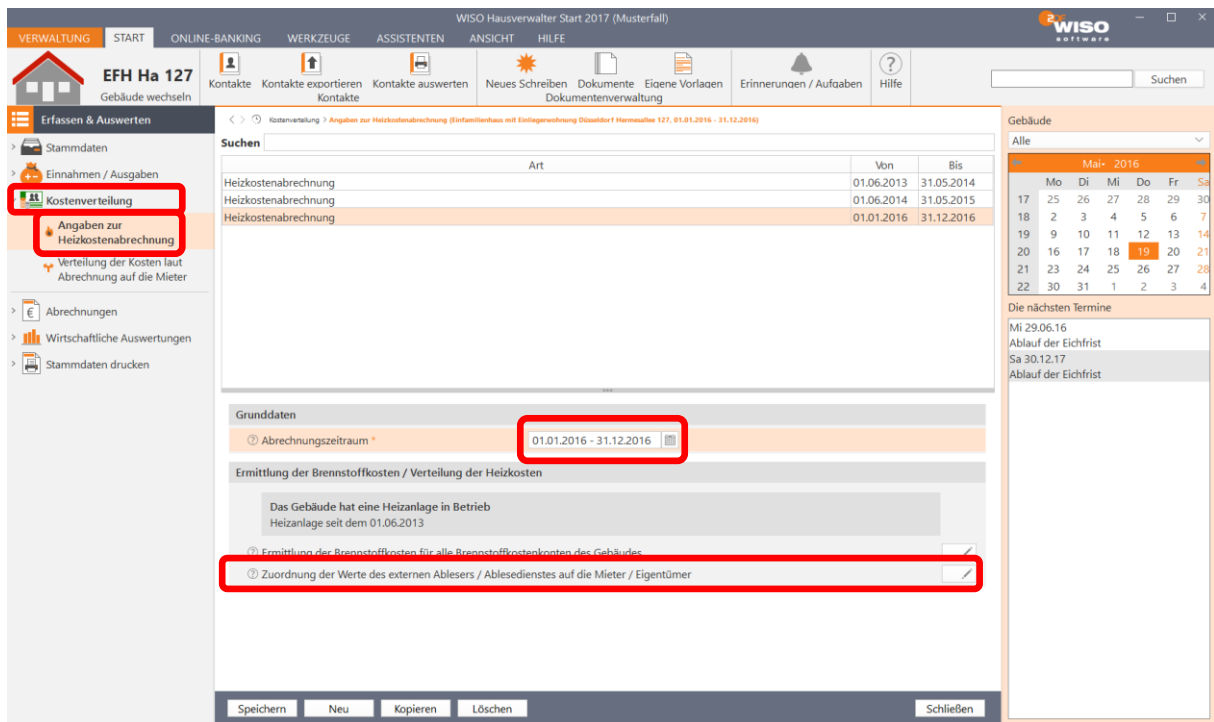 WISO Hausverwalter Start 2017 (Musterfall)
WISO
software
VERWALTUNG START ONLINE-BANKING WERKZEUGE ASSISTENTEN ANSICHT HILFE
EFH Ha 127
Gebäude wechseln
Kontakte Kontakte exportieren Kontakte auswerten
Kontakte
Neues Schreiben Dokumente Eigene Vorlagen
Dokumentenverwaltung
Erinnerungen / Aufgaben
Hilfe
Suchen
Erfassen & Auswerten
Stammdaten
Einnahmen / Ausgaben
Kostenverteilung
Angaben zur
Heizkostenabrechnung
Verteilung der Kosten laut
Abrechnung auf die Mieter
Abrechnungen
Wirtschaftliche Auswertungen
Stammdaten drucken
Kostenverteilung > Angaben zur Heizkostenabrechnung (Einfamilienhaus mit Einliegerwohnung Düsseldorf Hermesallee 127, 01.01.2016 - 31.12.2016)
Suchen
Art Von Bis
Heizkostenabrechnung 01.06.2013 31.05.2014
Heizkostenabrechnung 01.06.2014 31.05.2015
Heizkostenabrechnung 01.01.2016 31.12.2016
Grunddaten
Abrechnungszeitraum * 01.01.2016 - 31.12.2016
Ermittlung der Brennstoffkosten / Verteilung der Heizkosten
Das Gebäude hat eine Heizanlage in Betrieb
Heizanlage seit dem 01.06.2013
Ermittlung der Brennstoffkosten für alle Brennstoffkostenkonten des Gebäudes
Zuordnung der Werte des externen Ablesers / Ablesedienstes auf die Mieter / Eigentümer
Speichern Neu Kopieren Löschen Schließen
Gebäude
Alle
Mai 2016
Mo Di Mi Do Fr Sa
17 25 26 27 28 29 30
18 2 3 4 5 6 7
19 9 10 11 12 13 14
20 16 17 18 19 20 21
21 23 24 25 26 27 28
22 30 31 1 2 3 4
Die nächsten Termine
Mi 29.06.16
Ablauf der Eichfrist
Sa 30.12.17
Ablauf der Eichfrist